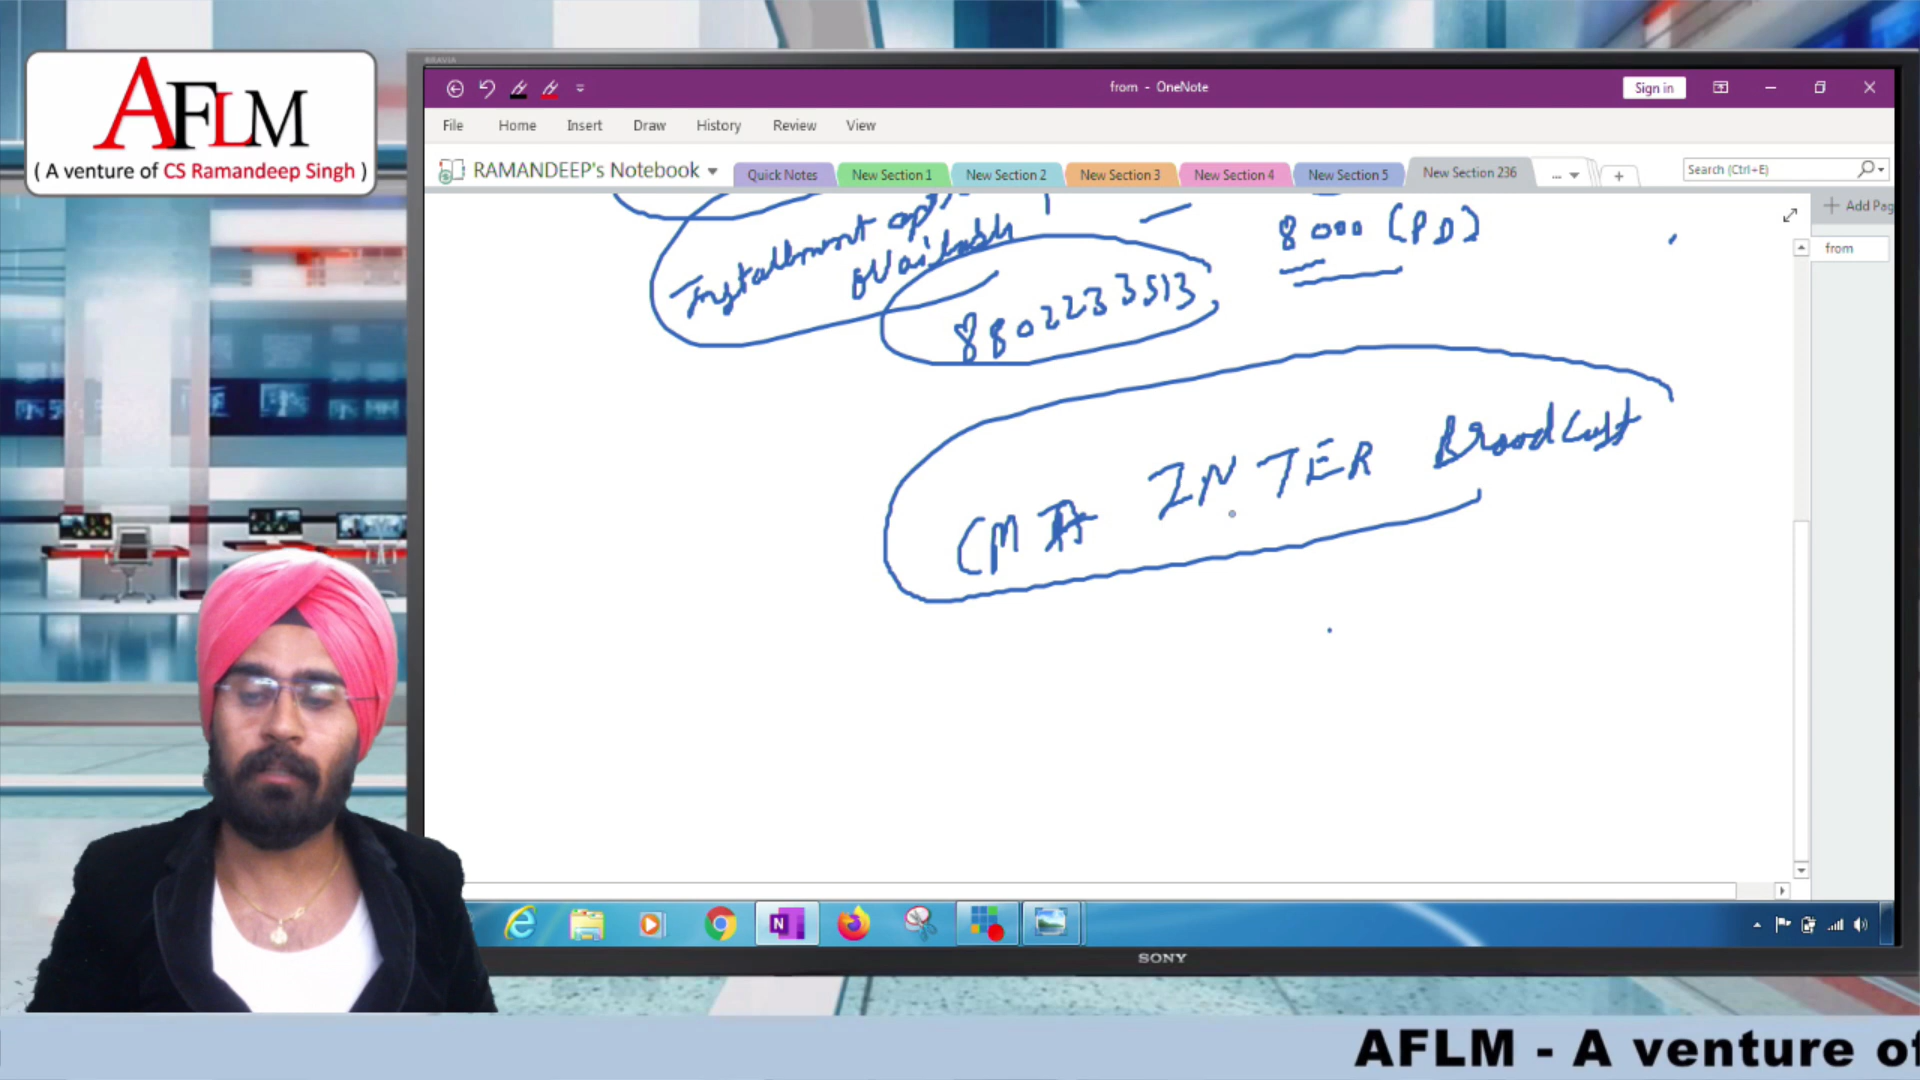 BRAVIA
AFLM
( A venture of CS Ramandeep Singh )
from - OneNote
Sign in
File Home Insert Draw History Review View
RAMANDEEP's Notebook
Quick Notes
New Section 1
New Section 2
New Section 3
New Section 4
New Section 5
New Section 236
...
Search (Ctrl+E)
Add Pag
from
Installment
Available
8000 (PD)
8802233513
CMA INTER Broadcast
SONY
AFLM - A venture of